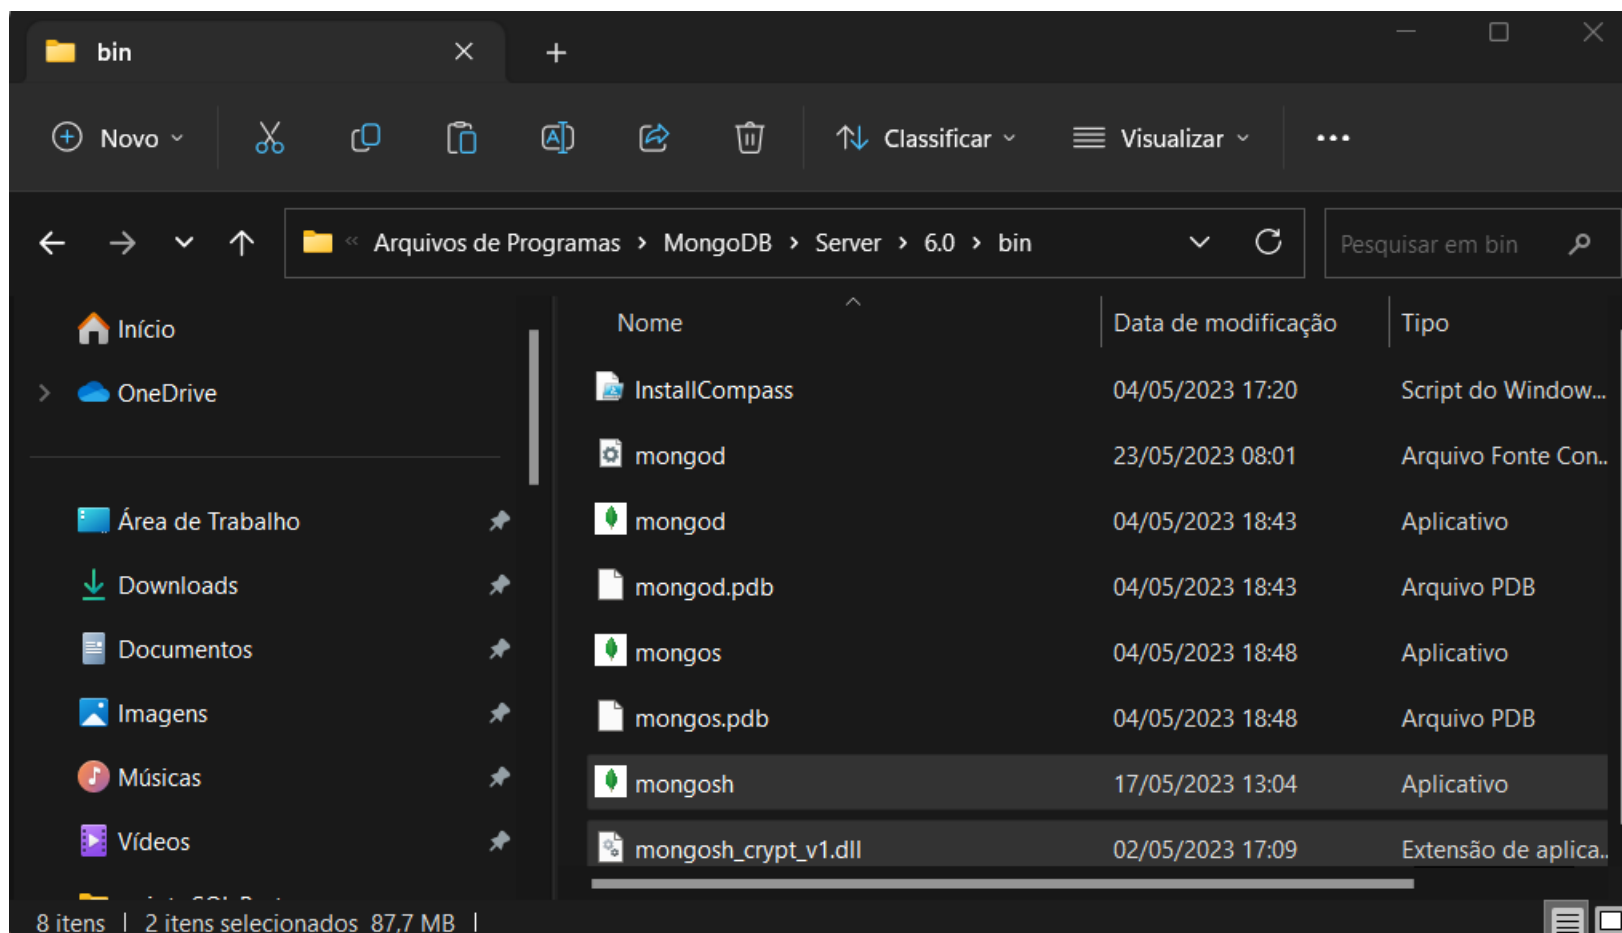 bin
Novo
Classificar
Visualizar
Arquivos de Programas > MongoDB > Server > 6.0 > bin
Pesquisar em bin
Início
OneDrive
Área de Trabalho
Downloads
Documentos
Imagens
Músicas
Vídeos
Nome Data de modificação Tipo
InstallCompass 04/05/2023 17:20 Script do Window...
mongod 23/05/2023 08:01 Arquivo Fonte Con...
mongod 04/05/2023 18:43 Aplicativo
mongod.pdb 04/05/2023 18:43 Arquivo PDB
mongos 04/05/2023 18:48 Aplicativo
mongos.pdb 04/05/2023 18:48 Arquivo PDB
mongosh 17/05/2023 13:04 Aplicativo
mongosh_crypt_v1.dll 02/05/2023 17:09 Extensão de aplica...
8 itens | 2 itens selecionados 87,7 MB |